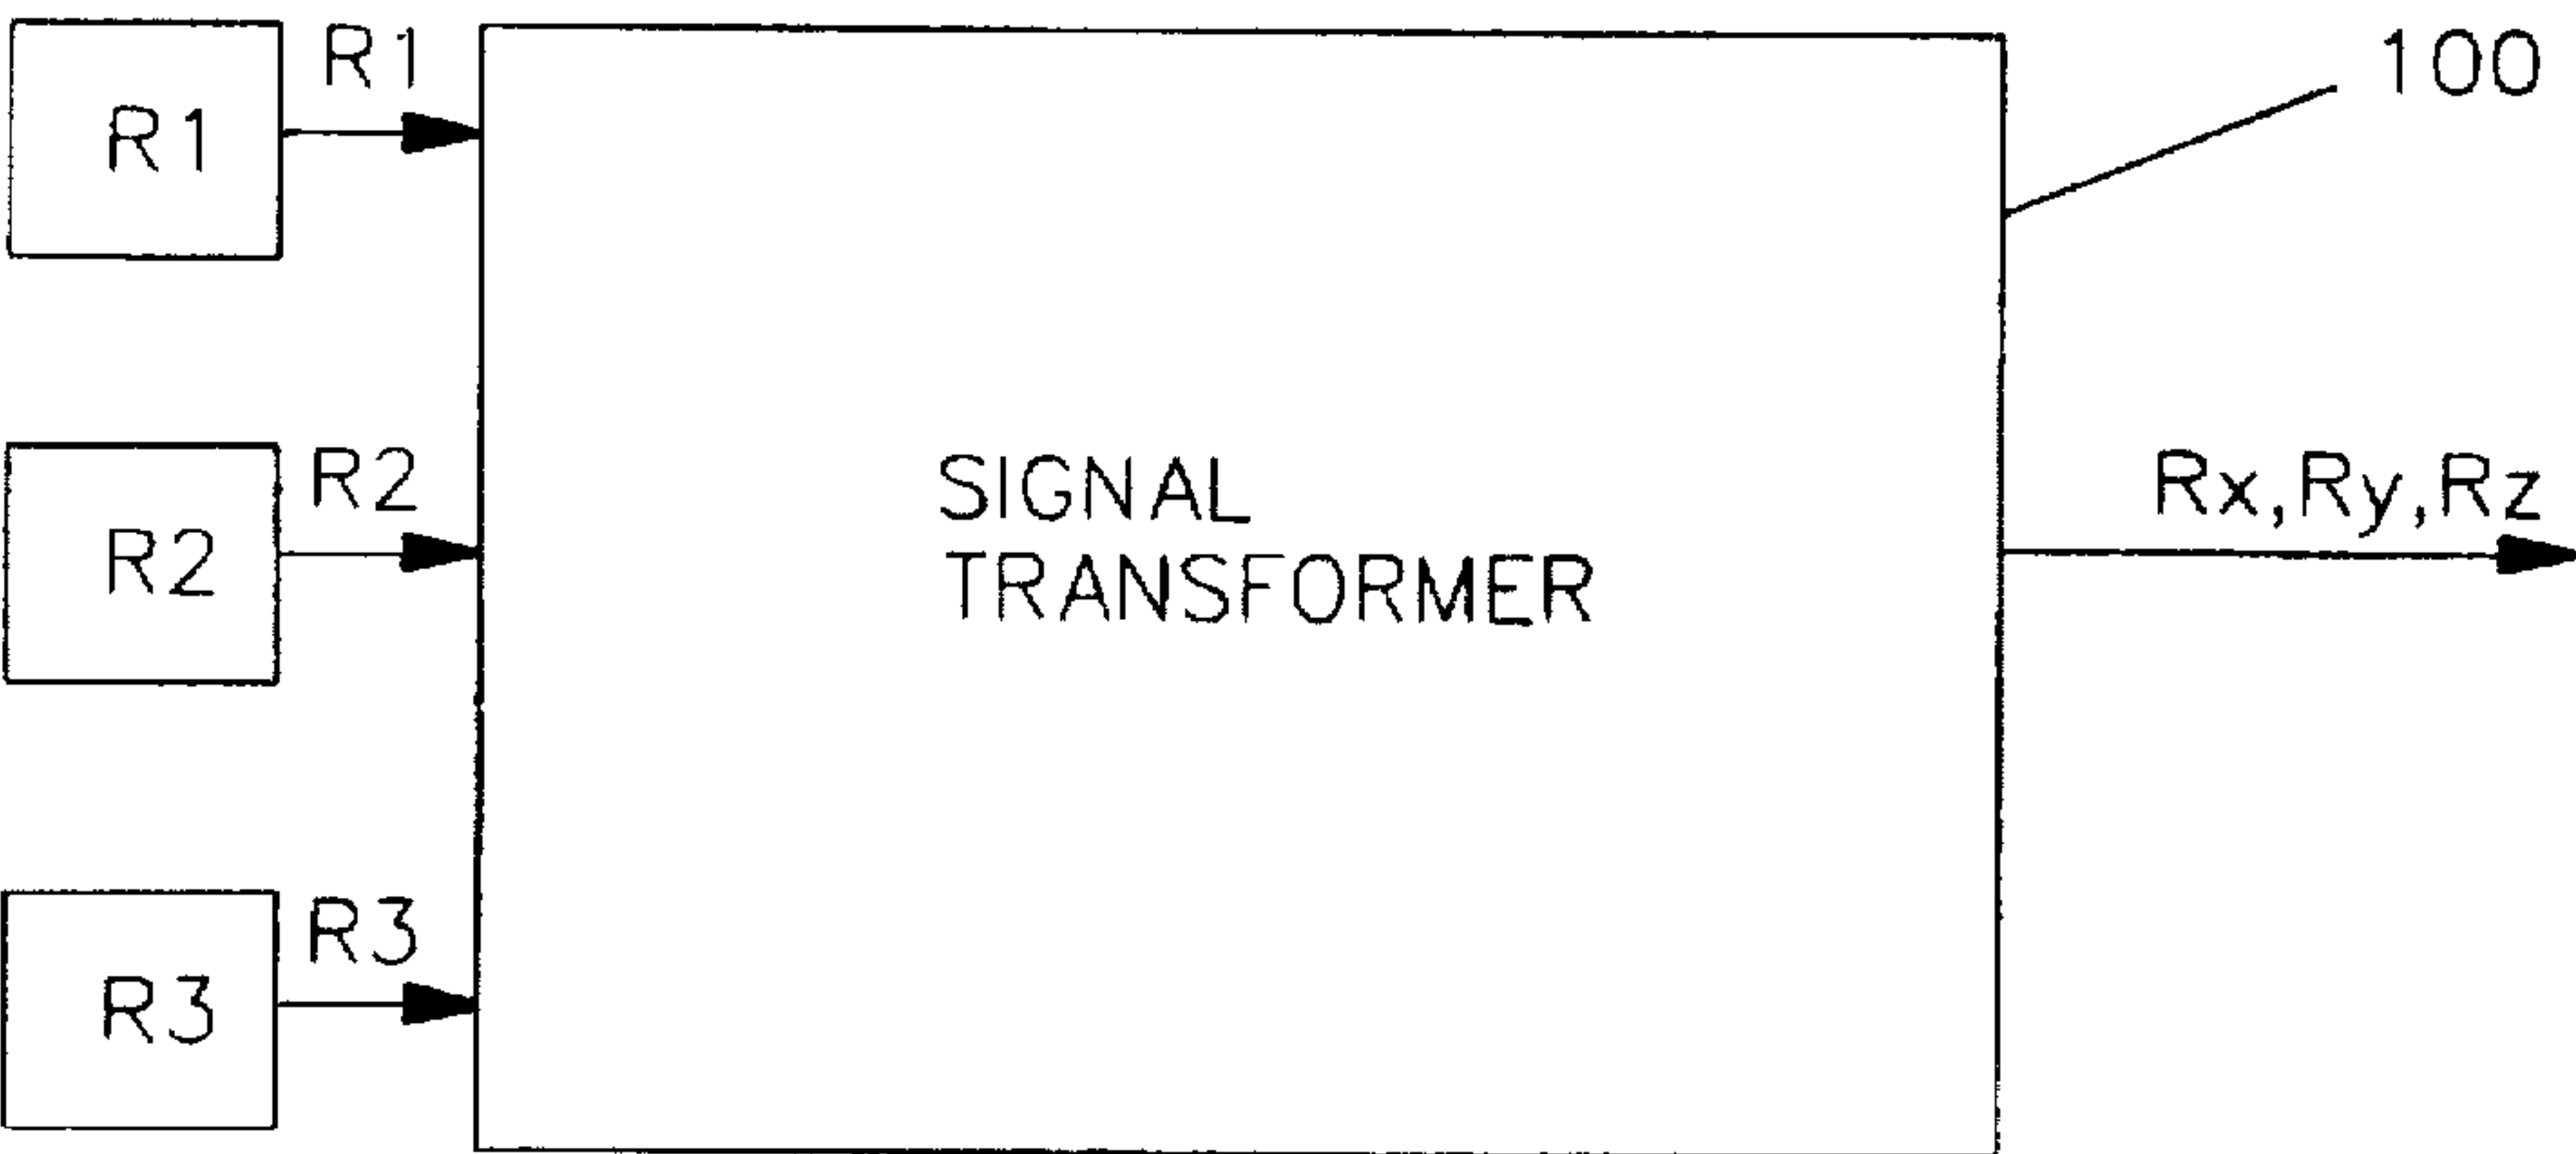 R1
R1
100
R2
R2
SIGNAL
TRANSFORMER
Rx,Ry,Rz
R3
R3